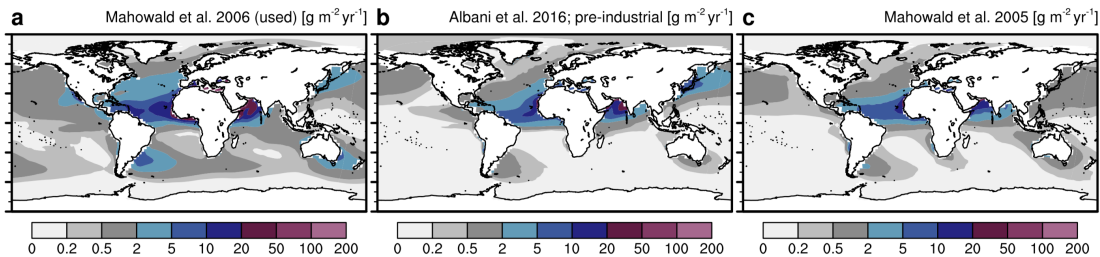 a Mahowald et al. 2006 (used) [g m⁻² yr⁻¹]
b Albani et al. 2016; pre-industrial [g m⁻² yr⁻¹]
c Mahowald et al. 2005 [g m⁻² yr⁻¹]
0 0.2 0.5 2 5 10 20 50 100 200
0 0.2 0.5 2 5 10 20 50 100 200
0 0.2 0.5 2 5 10 20 50 100 200